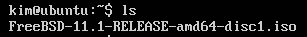 kim@ubuntu:~$ ls
FreeBSD-11.1-RELEASE-amd64-disc1.iso